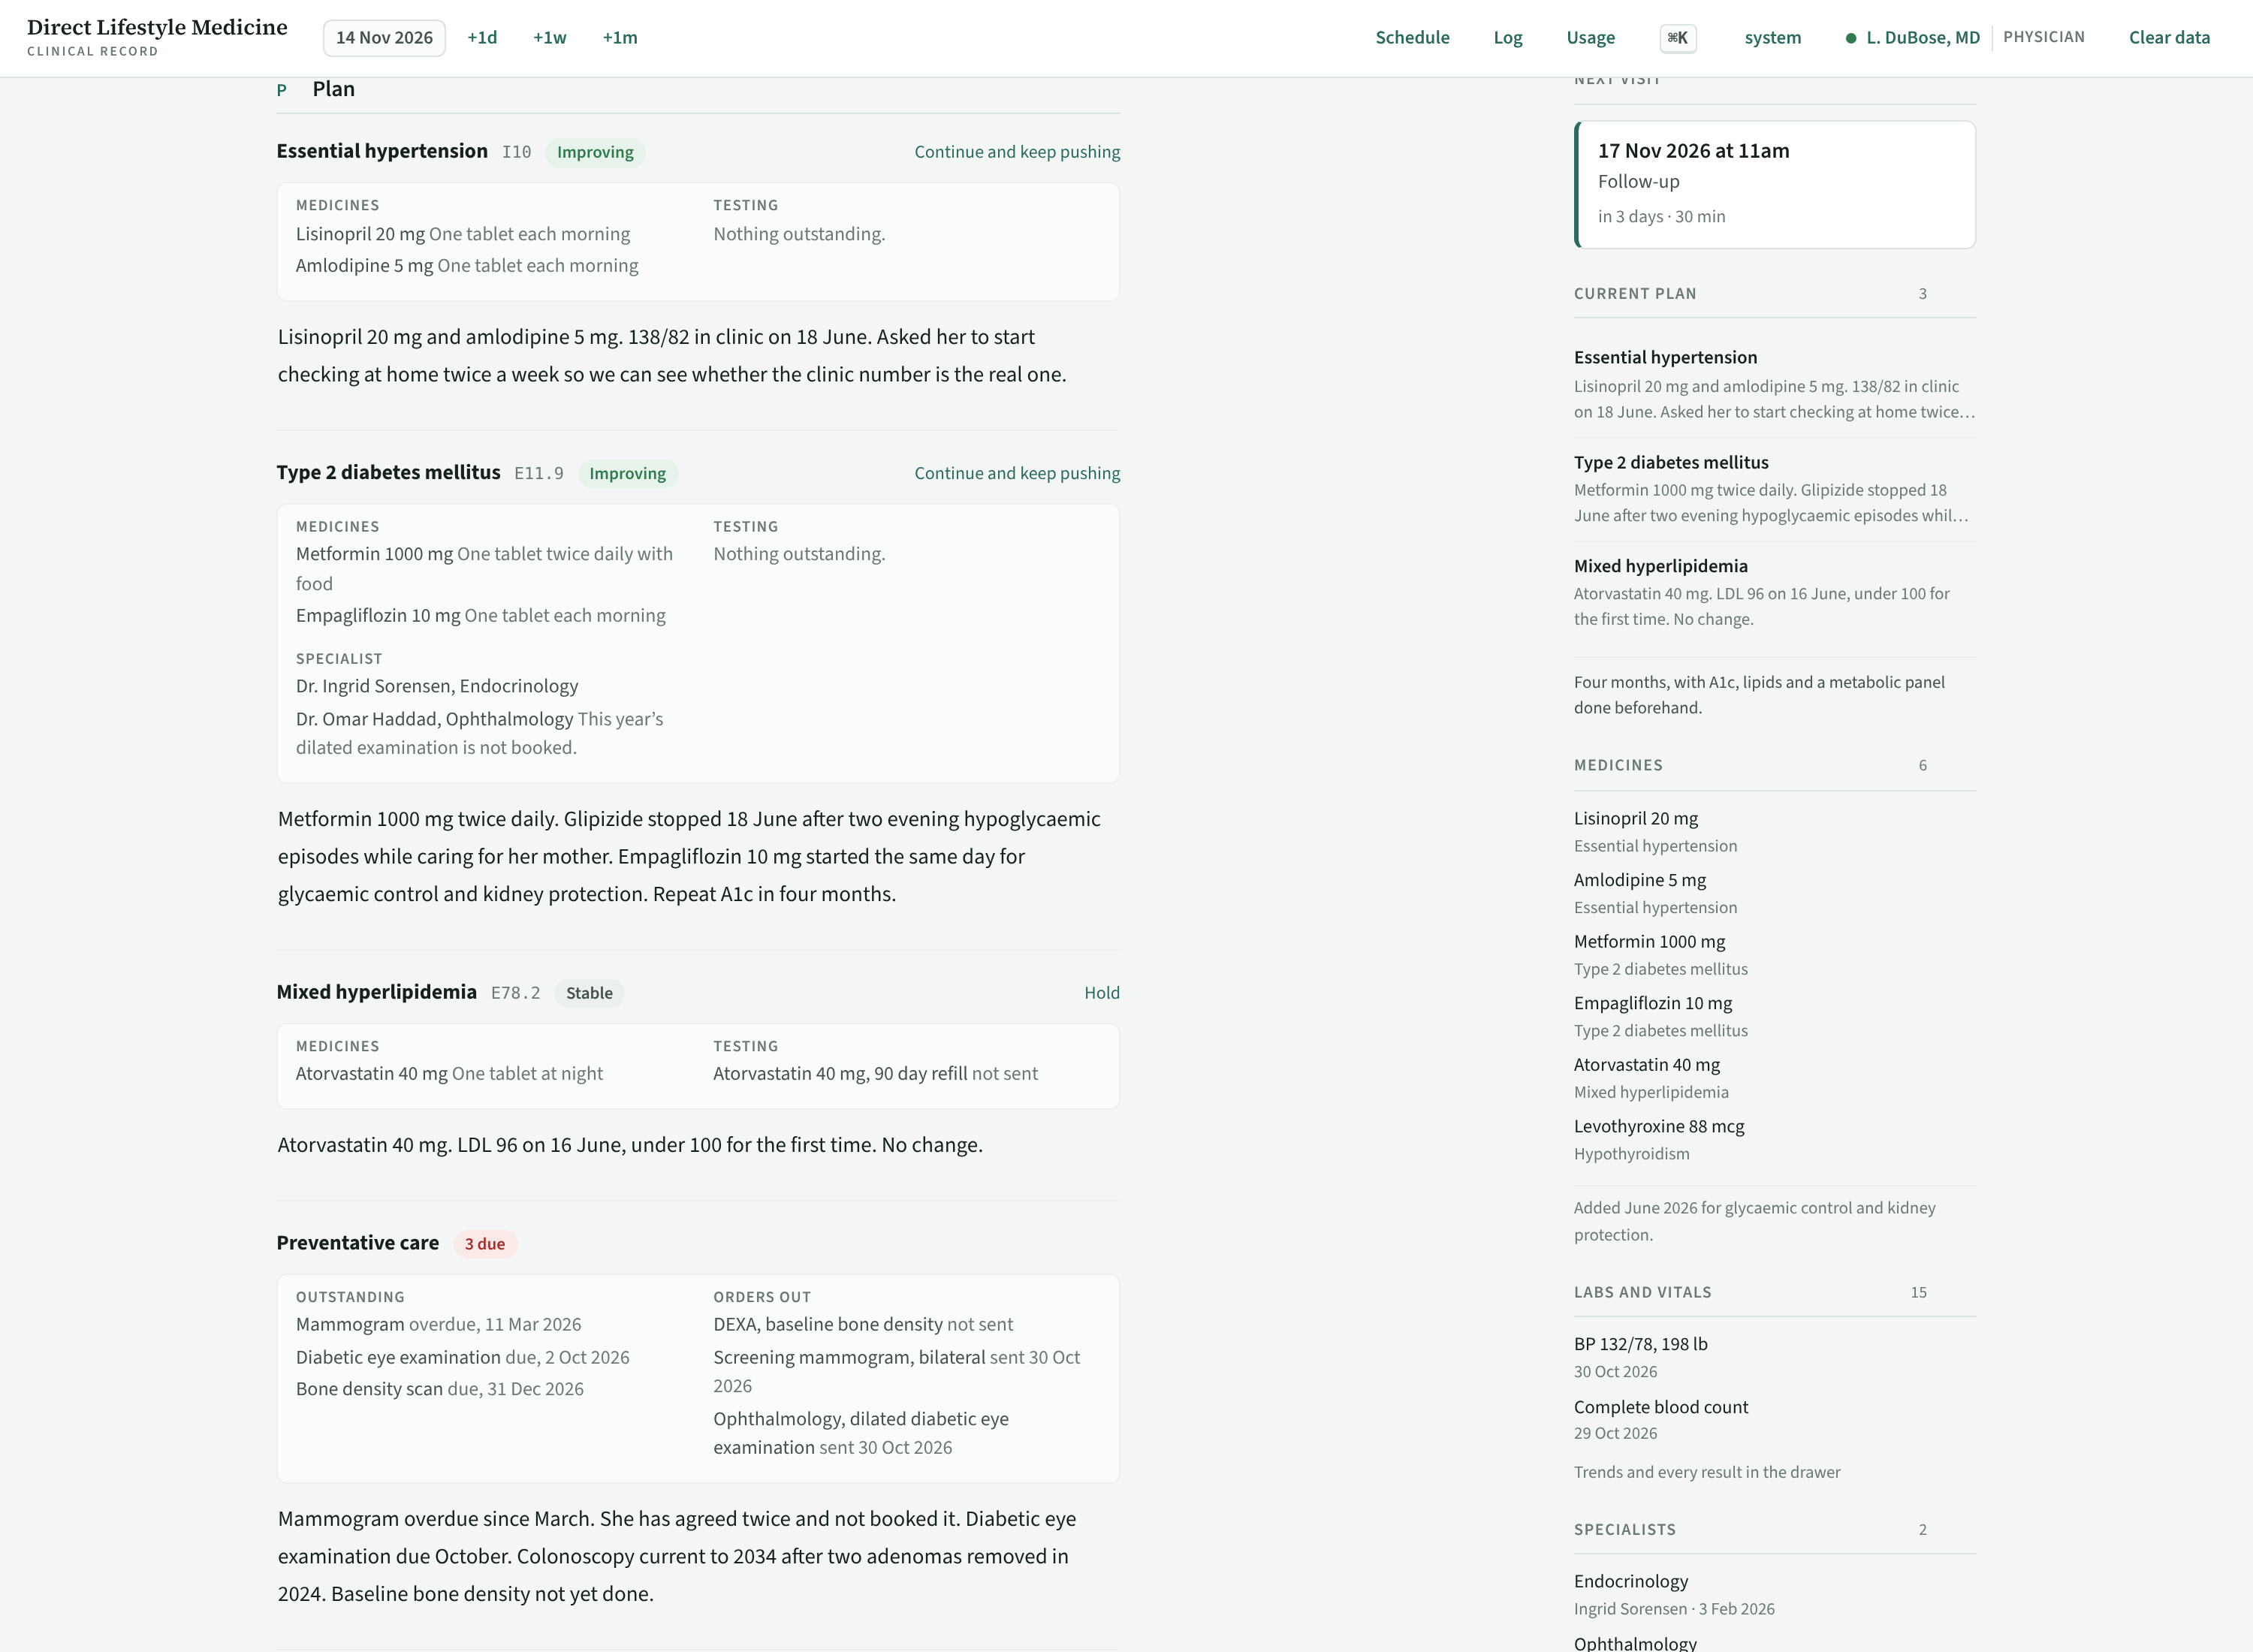 Direct Lifestyle Medicine
CLINICAL RECORD
14 Nov 2026
+1d
+1w
+1m
Schedule
Log
Usage
⌘K
system
L. DuBose, MD
PHYSICIAN
Clear data
P Plan
Essential hypertension I10 Improving
Continue and keep pushing
MEDICINES
Lisinopril 20 mg One tablet each morning
Amlodipine 5 mg One tablet each morning
TESTING
Nothing outstanding.
Lisinopril 20 mg and amlodipine 5 mg. 138/82 in clinic on 18 June. Asked her to start
checking at home twice a week so we can see whether the clinic number is the real one.
Type 2 diabetes mellitus E11.9 Improving
Continue and keep pushing
MEDICINES
Metformin 1000 mg One tablet twice daily with
food
Empagliflozin 10 mg One tablet each morning
SPECIALIST
Dr. Ingrid Sorensen, Endocrinology
Dr. Omar Haddad, Ophthalmology This year’s
dilated examination is not booked.
TESTING
Nothing outstanding.
Metformin 1000 mg twice daily. Glipizide stopped 18 June after two evening hypoglycaemic
episodes while caring for her mother. Empagliflozin 10 mg started the same day for
glycaemic control and kidney protection. Repeat A1c in four months.
Mixed hyperlipidemia E78.2 Stable
Hold
MEDICINES
Atorvastatin 40 mg One tablet at night
TESTING
Atorvastatin 40 mg, 90 day refill not sent
Atorvastatin 40 mg. LDL 96 on 16 June, under 100 for the first time. No change.
Preventative care 3 due
OUTSTANDING
Mammogram overdue, 11 Mar 2026
Diabetic eye examination due, 2 Oct 2026
Bone density scan due, 31 Dec 2026
ORDERS OUT
DEXA, baseline bone density not sent
Screening mammogram, bilateral sent 30 Oct
2026
Ophthalmology, dilated diabetic eye
examination sent 30 Oct 2026
Mammogram overdue since March. She has agreed twice and not booked it. Diabetic eye
examination due October. Colonoscopy current to 2034 after two adenomas removed in
2024. Baseline bone density not yet done.
NEXT VISIT
17 Nov 2026 at 11am
Follow-up
in 3 days · 30 min
CURRENT PLAN 3
Essential hypertension
Lisinopril 20 mg and amlodipine 5 mg. 138/82 in clinic
on 18 June. Asked her to start checking at home twice…
Type 2 diabetes mellitus
Metformin 1000 mg twice daily. Glipizide stopped 18
June after two evening hypoglycaemic episodes whil…
Mixed hyperlipidemia
Atorvastatin 40 mg. LDL 96 on 16 June, under 100 for
the first time. No change.
Four months, with A1c, lipids and a metabolic panel
done beforehand.
MEDICINES 6
Lisinopril 20 mg
Essential hypertension
Amlodipine 5 mg
Essential hypertension
Metformin 1000 mg
Type 2 diabetes mellitus
Empagliflozin 10 mg
Type 2 diabetes mellitus
Atorvastatin 40 mg
Mixed hyperlipidemia
Levothyroxine 88 mcg
Hypothyroidism
Added June 2026 for glycaemic control and kidney
protection.
LABS AND VITALS 15
BP 132/78, 198 lb
30 Oct 2026
Complete blood count
29 Oct 2026
Trends and every result in the drawer
SPECIALISTS 2
Endocrinology
Ingrid Sorensen · 3 Feb 2026
Ophthalmology